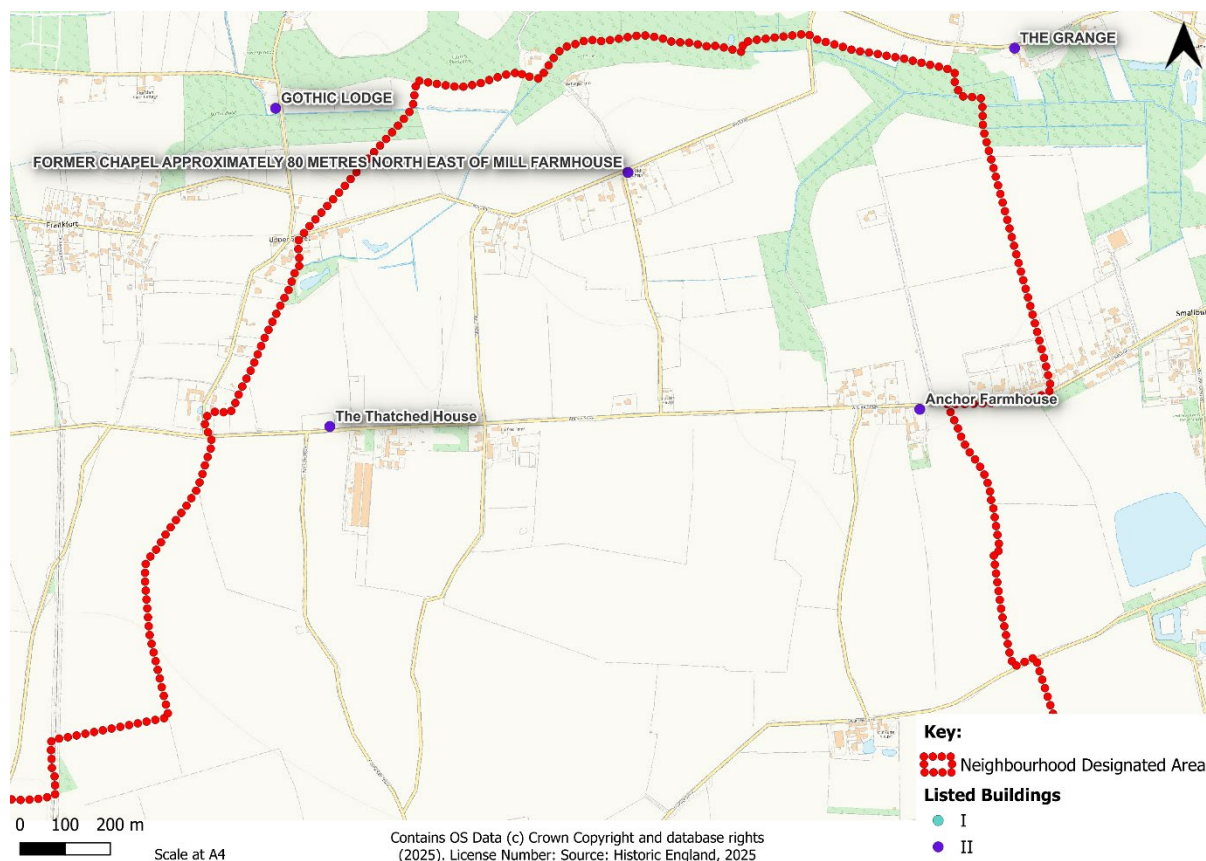 THE GRANGE
GOTHIC LODGE
FORMER CHAPEL APPROXIMATELY 80 METRES NORTH EAST OF MILL FARMHOUSE
Frankfort
Smallbur
Anchor Farmhouse
The Thatched House
Key:
Neighbourhood Designated Area
Listed Buildings
I
II
0 100 200 m
Scale at A4
Contains OS Data (c) Crown Copyright and database rights
(2025). License Number: Source: Historic England, 2025